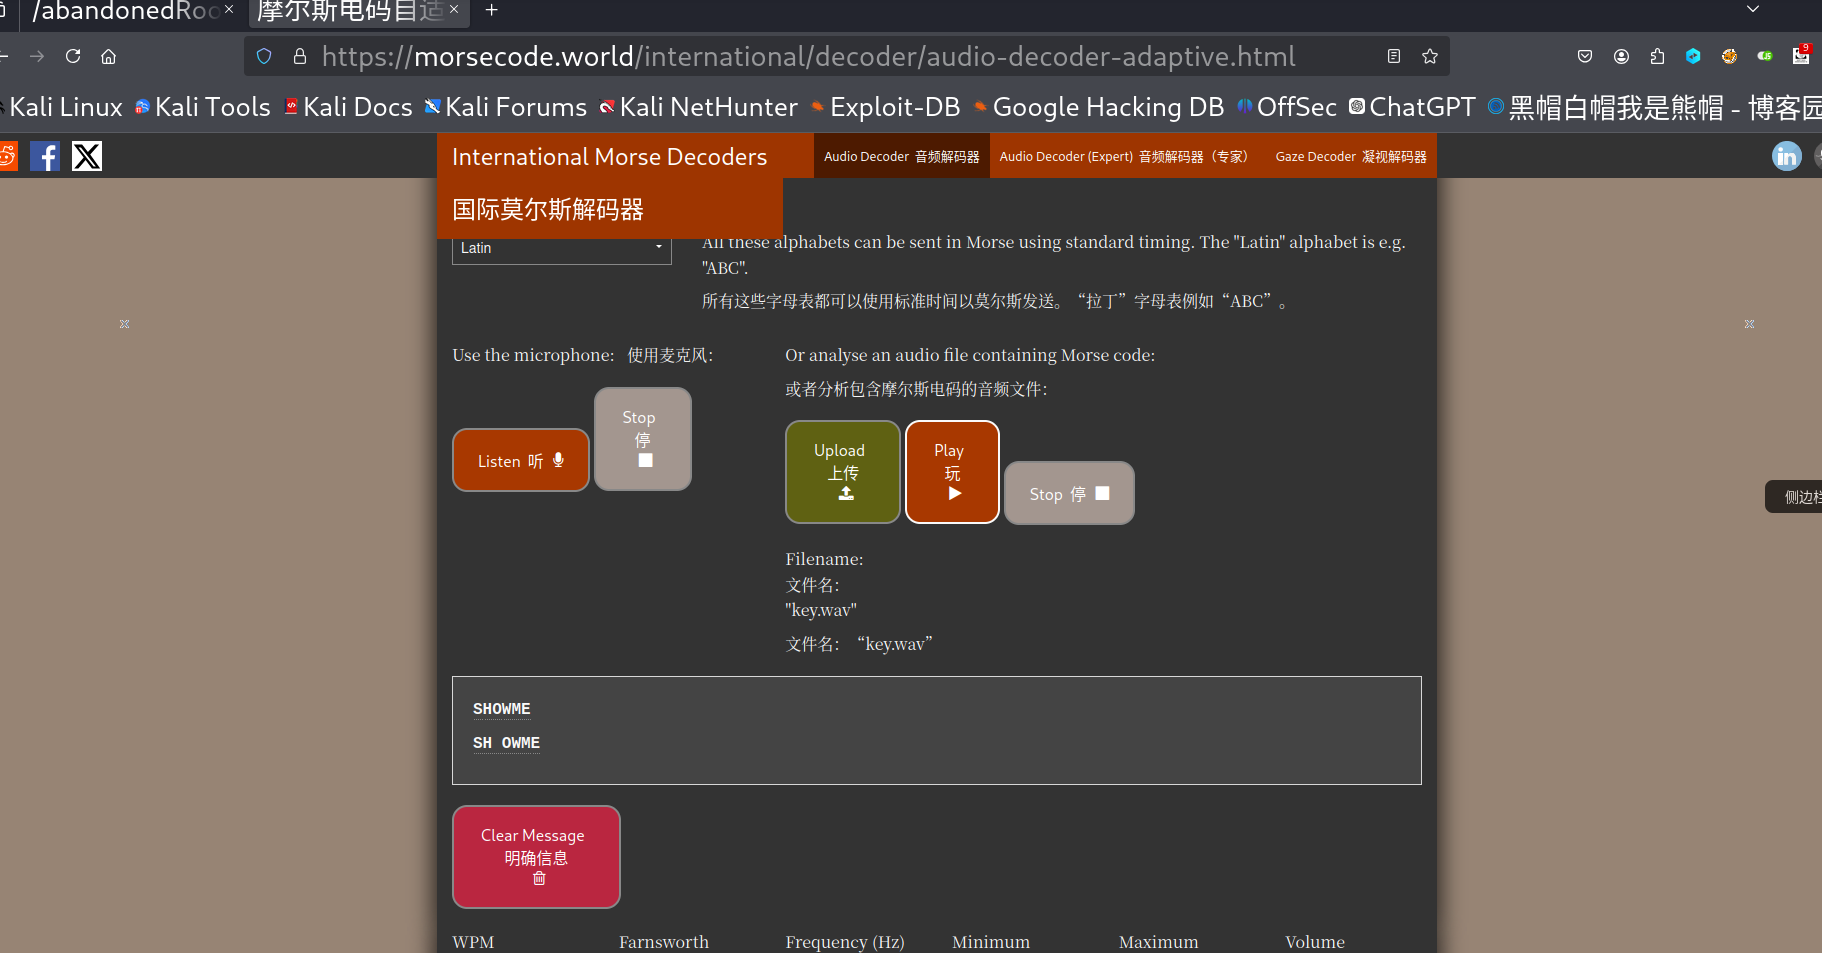 /abandonedRoo
摩尔斯电码自适
https://morsecode.world/international/decoder/audio-decoder-adaptive.html
9
Kali Linux Kali Tools Kali Docs Kali Forums Kali NetHunter Exploit-DB Google Hacking DB OffSec ChatGPT 黑帽白帽我是熊帽 - 博客园
International Morse Decoders
国际莫尔斯解码器
Audio Decoder 音频解码器 Audio Decoder (Expert) 音频解码器（专家） Gaze Decoder 凝视解码器
Latin
All these alphabets can be sent in Morse using standard timing. The "Latin" alphabet is e.g.
"ABC".
所有这些字母表都可以使用标准时间以莫尔斯发送。“拉丁”字母表例如“ABC”。
Use the microphone: 使用麦克风：
Listen 听
Stop
停
Or analyse an audio file containing Morse code:
或者分析包含摩尔斯电码的音频文件：
Upload
上传
Play
玩
Stop 停
侧边栏
Filename:
文件名：
"key.wav"
文件名：“key.wav”
SHOWME
SH OWME
Clear Message
明确信息
WPM Farnsworth Frequency (Hz) Minimum Maximum Volume